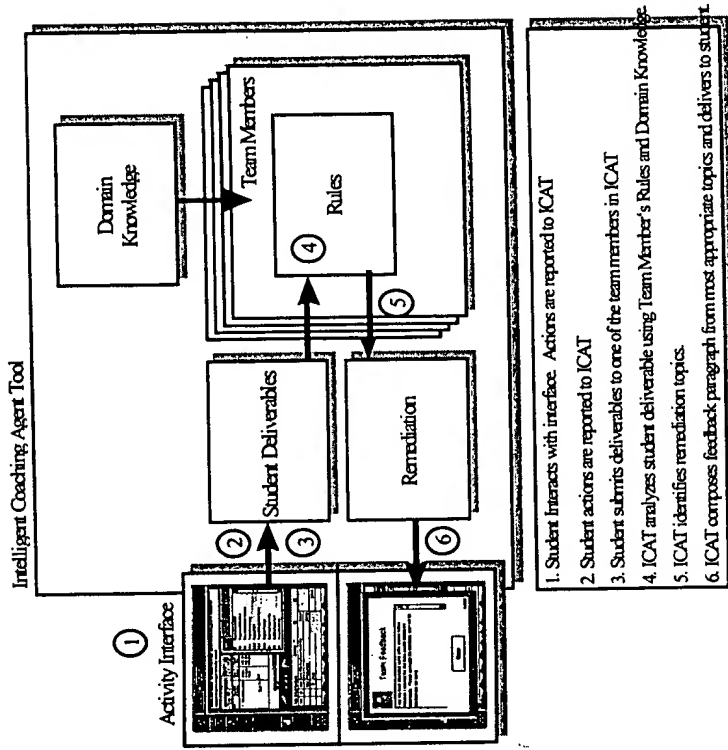 Intelligent Coaching Agent Tool
Activity Interface
1
2
3
Student Deliverables
Domain
Knowledge
Team Members
4
Rules
5
Remediation
6
Team Feedback
1. Student Interacts with interface. Actions are reported to ICAT
2. Student actions are reported to ICAT
3. Student submits deliverables to one of the team members in ICAT
4. ICAT analyzes student deliverable using Team Member's Rules and Domain Knowledge.
5. ICAT identifies remediation topics.
6. ICAT composes feedback paragraph from most appropriate topics and delivers to student.